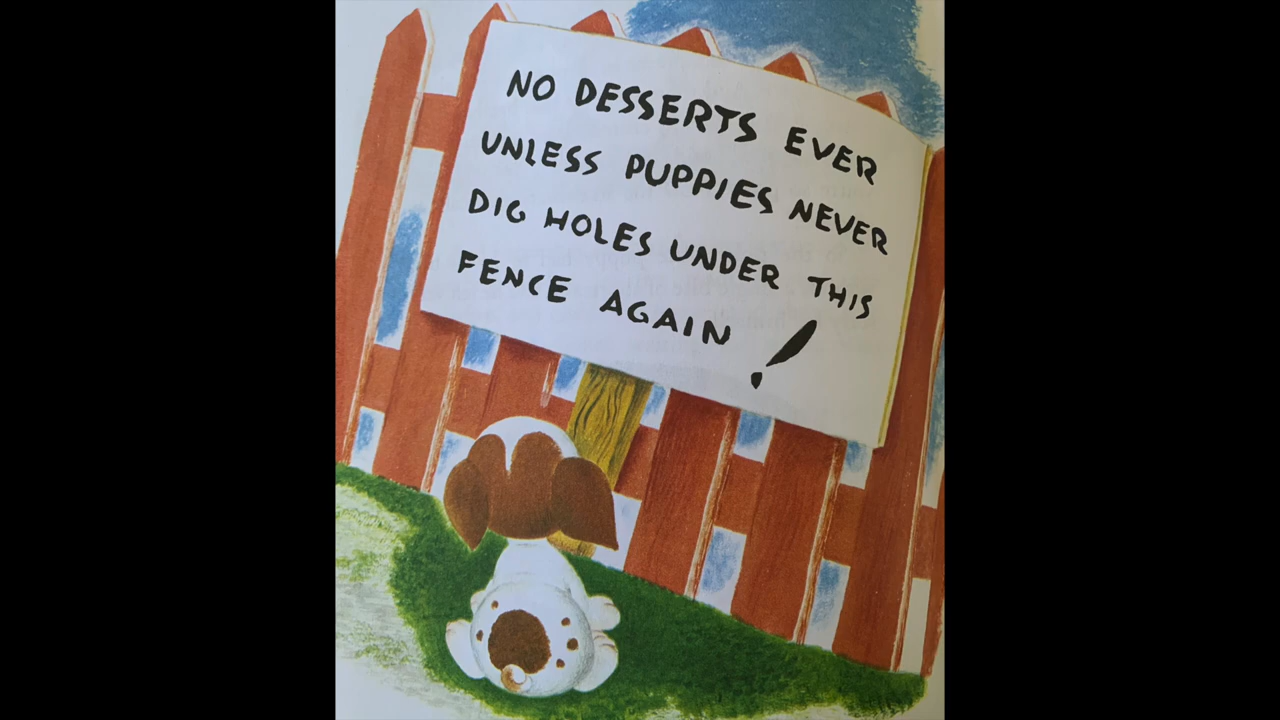 NO DESSERTS EVER
UNLESS PUPPIES NEVER
DIG HOLES UNDER THIS
FENCE AGAIN!